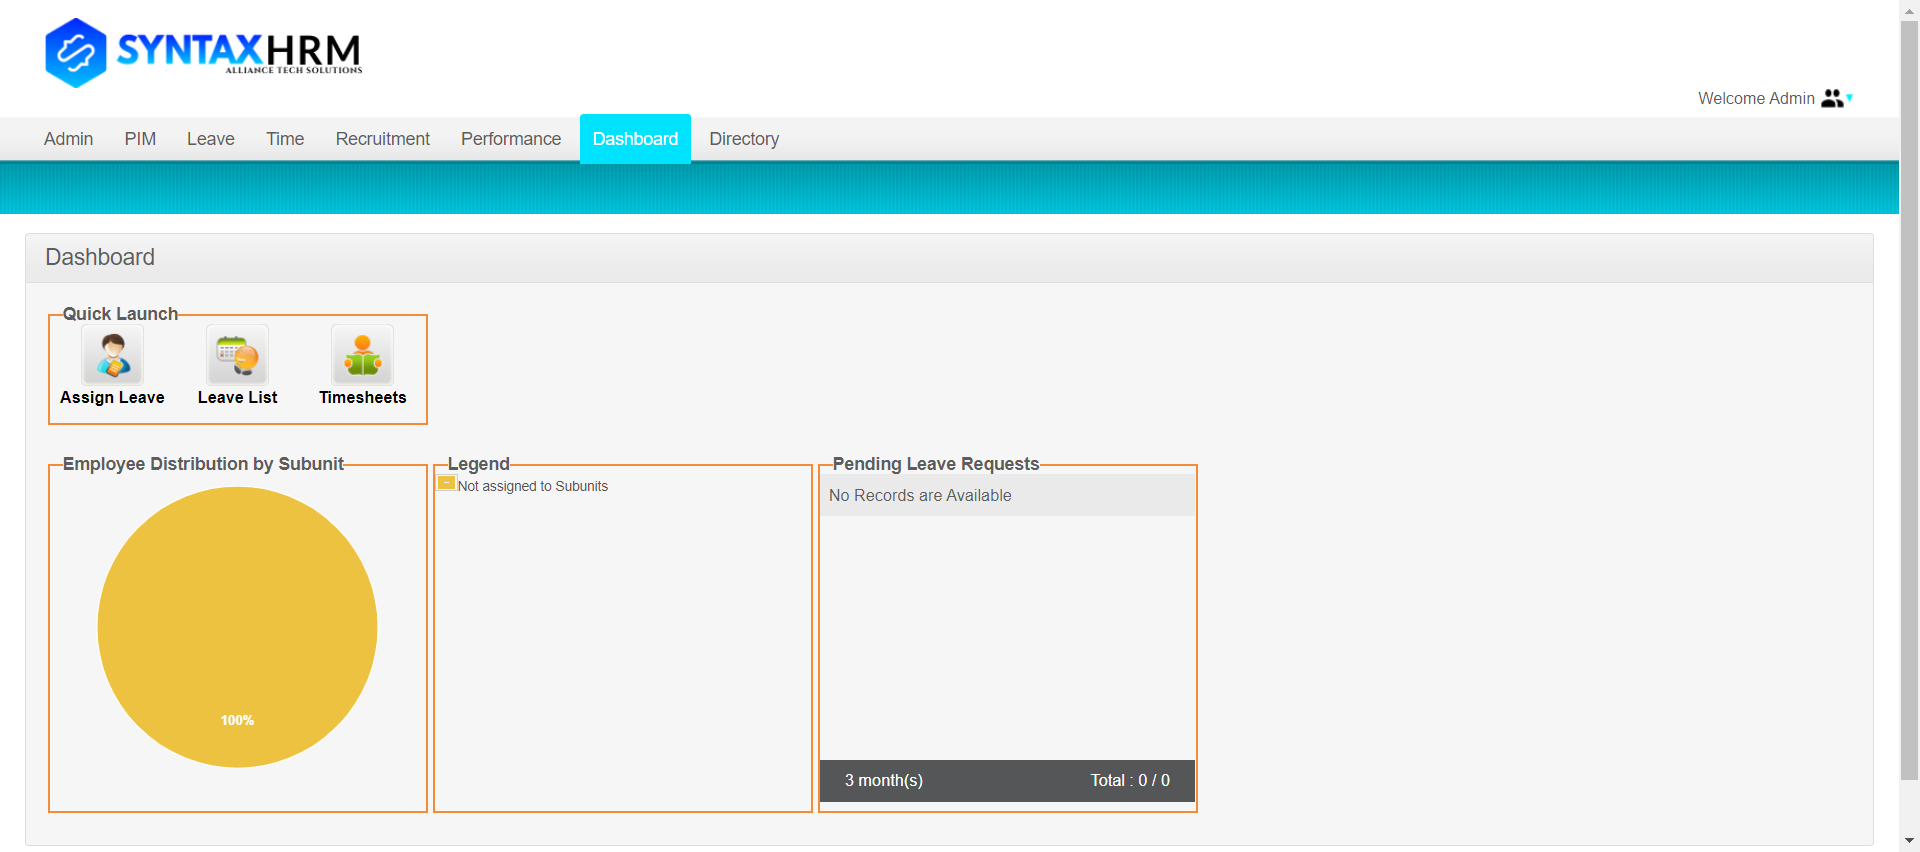 SYNTAXHRM
ALLIANCE TECH SOLUTIONS
Welcome Admin
Admin PIM Leave Time Recruitment Performance Dashboard Directory
Dashboard
Quick Launch
Assign Leave Leave List Timesheets
Employee Distribution by Subunit
100%
Legend
Not assigned to Subunits
Pending Leave Requests
No Records are Available
3 month(s) Total : 0 / 0